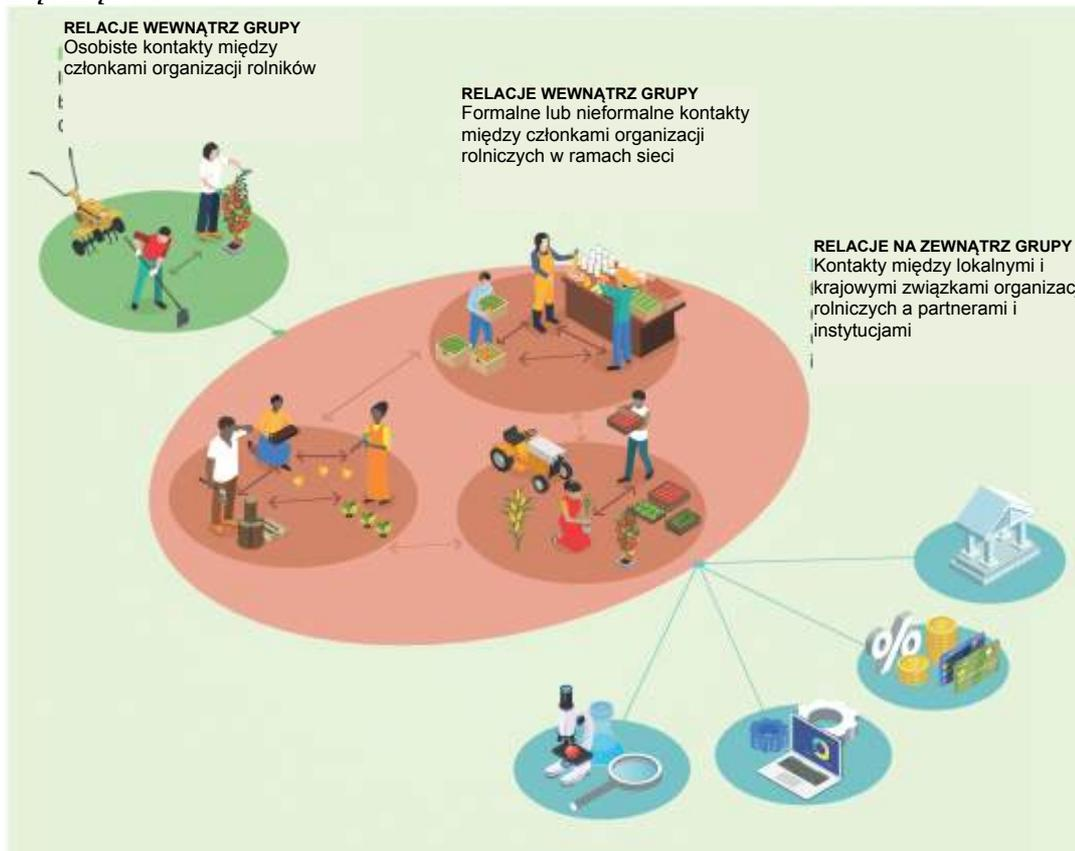 RELACJE WEWNĄTRZ GRUPY
Osobiste kontakty między
członkami organizacji rolników
RELACJE WEWNĄTRZ GRUPY
Formalne lub nieformalne kontakty
między członkami organizacji
rolniczych w ramach sieci
RELACJE NA ZEWNĄTRZ GRUPY
Kontakty między lokalnymi i
krajowymi związkami organizac
rolniczych a partnerami i
instytucjami
%